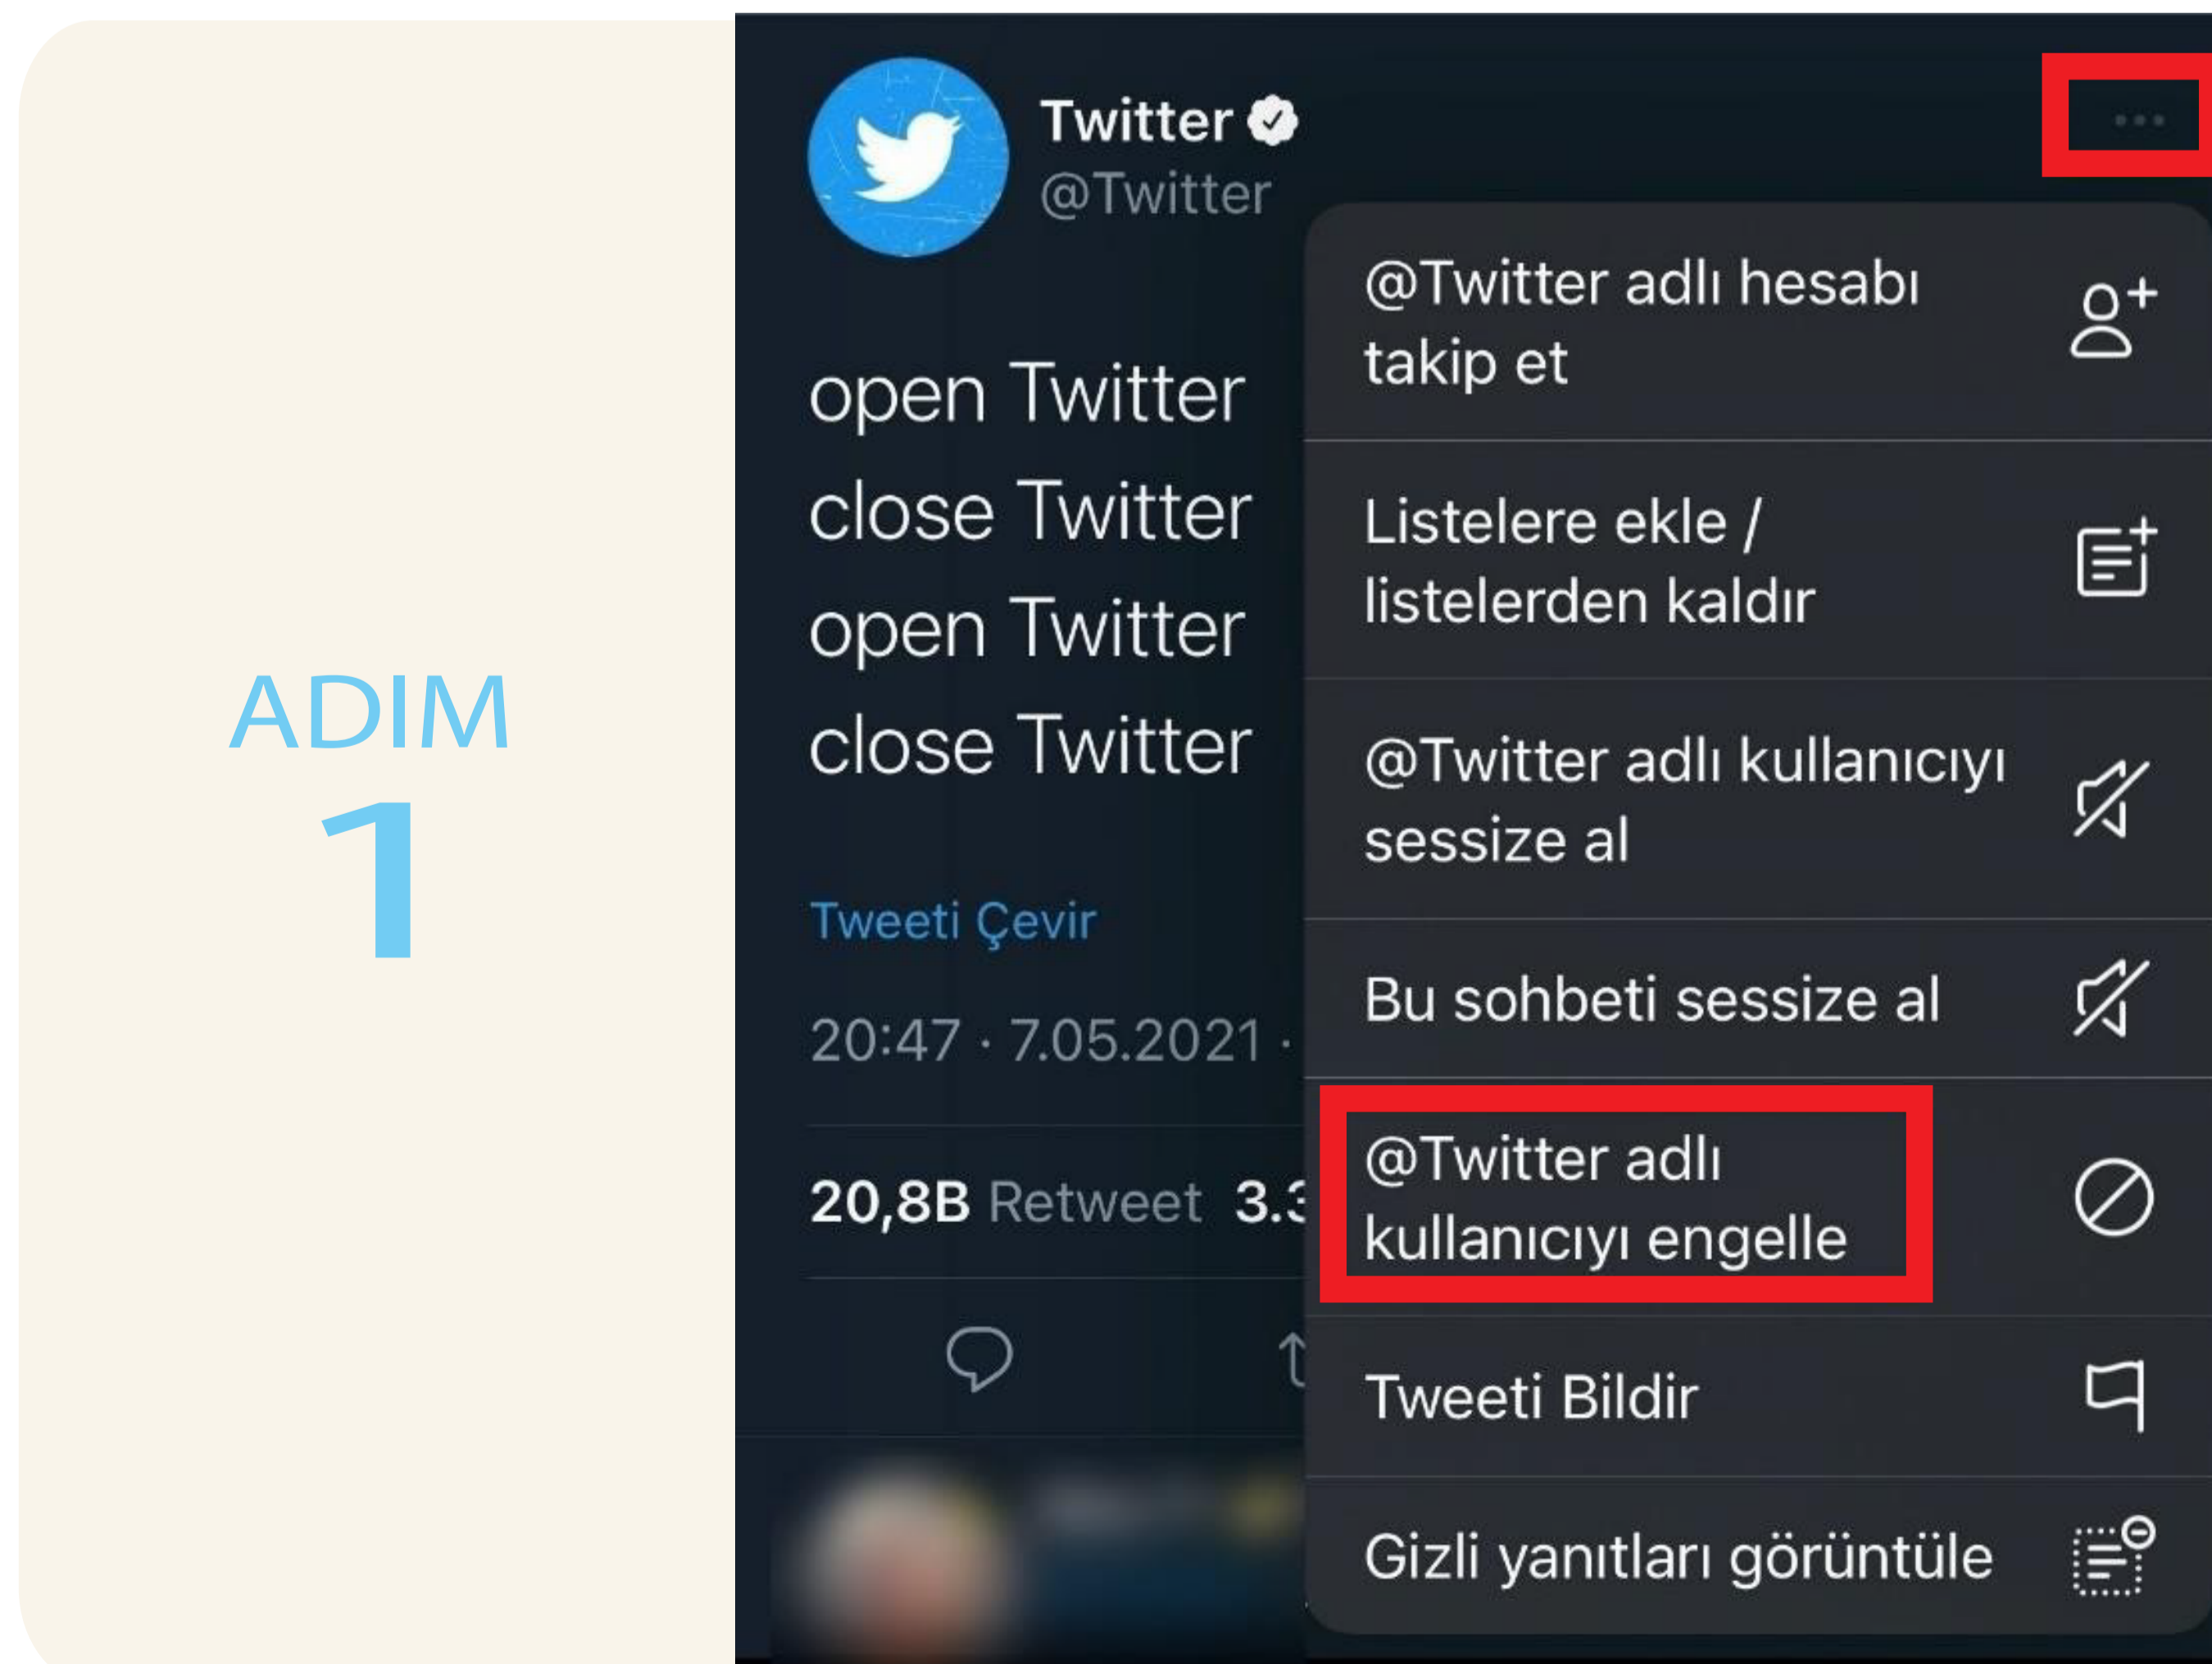 ADIM
1
Twitter
@Twitter
open Twitter
close Twitter
open Twitter
close Twitter
Tweeti Çevir
20:47 · 7.05.2021 ·
20,8B Retweet 3.3
@Twitter adlı hesabı
takip et
Listelere ekle /
listelerden kaldır
@Twitter adlı kullanıcıyı
sessize al
Bu sohbeti sessize al
@Twitter adlı
kullanıcıyı engelle
Tweeti Bildir
Gizli yanıtları görüntüle